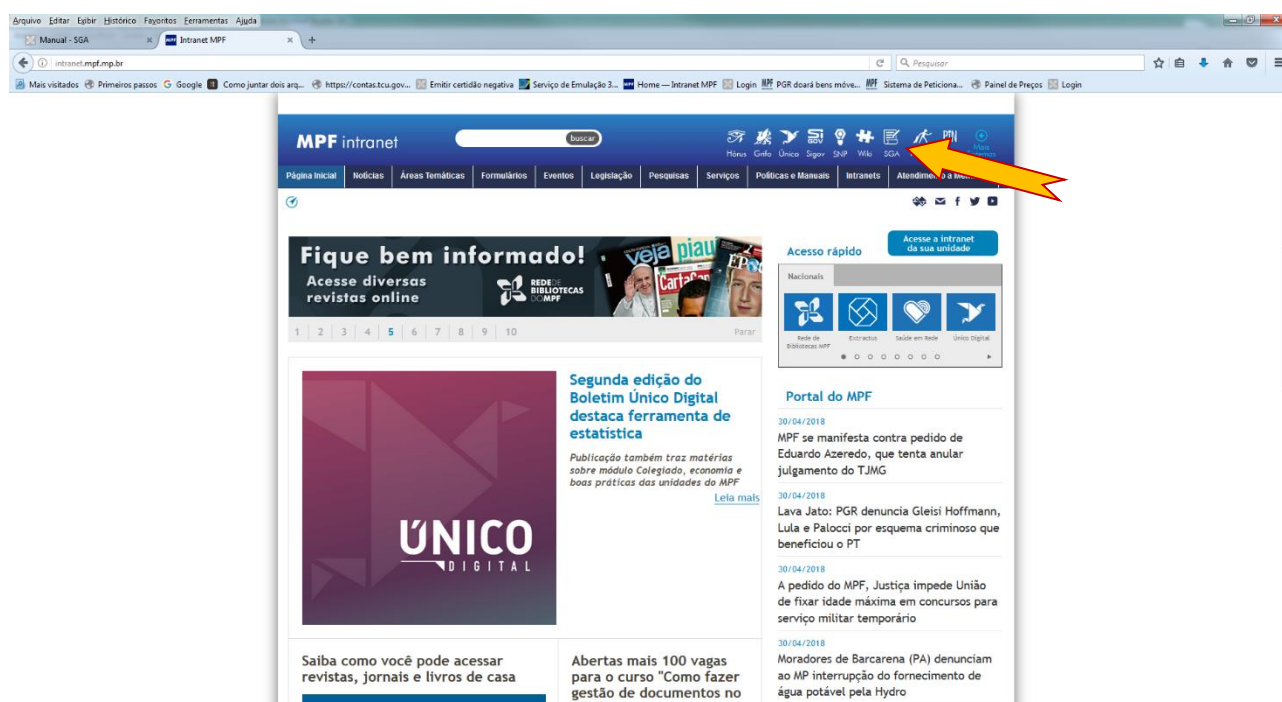 Arquivo Editar Exibir Histórico Favoritos Ferramentas Ajuda
Manual - SGA
Intranet MPF
intranet.mpf.mp.br
Pesquisar
Mais visitados Primeiros passos Google Como juntar dois arq... https://contas.tcu.gov... Emitir certidão negativa Serviço de Emulação 3... Home — Intranet MPF Login PGR doará bens móve... Sistema de Peticiona... Painel de Preços Login
MPF intranet
buscar
Hórus Grifo Único Sigov SNP Wiki SGA
Página Inicial Notícias Áreas Temáticas Formulários Eventos Legislação Pesquisas Serviços Políticas e Manuais Intranets Atendimento a
Fique bem informado!
Acesse diversas
revistas online
REDE DE
BIBLIOTECAS
DO MPF
veja
piauí
CartaCapital
1 2 3 4 5 6 7 8 9 10
Parar
Acesso rápido
Acesse a intranet
da sua unidade
Nacionais
Rede de
Bibliotecas MPF
Extractus
Saúde em Rede
Único Digital
ÚNICO
DIGITAL
Segunda edição do
Boletim Único Digital
destaca ferramenta de
estatística
Publicação também traz matérias
sobre módulo Colegiado, economia e
boas práticas das unidades do MPF
Leia mais
Portal do MPF
30/04/2018
MPF se manifesta contra pedido de
Eduardo Azeredo, que tenta anular
julgamento do TJMG
30/04/2018
Lava Jato: PGR denuncia Gleisi Hoffmann,
Lula e Palocci por esquema criminoso que
beneficiou o PT
30/04/2018
A pedido do MPF, Justiça impede União
de fixar idade máxima em concursos para
serviço militar temporário
30/04/2018
Moradores de Barcarena (PA) denunciam
ao MP interrupção do fornecimento de
água potável pela Hydro
Saiba como você pode acessar
revistas, jornais e livros de casa
Abertas mais 100 vagas
para o curso "Como fazer
gestão de documentos no